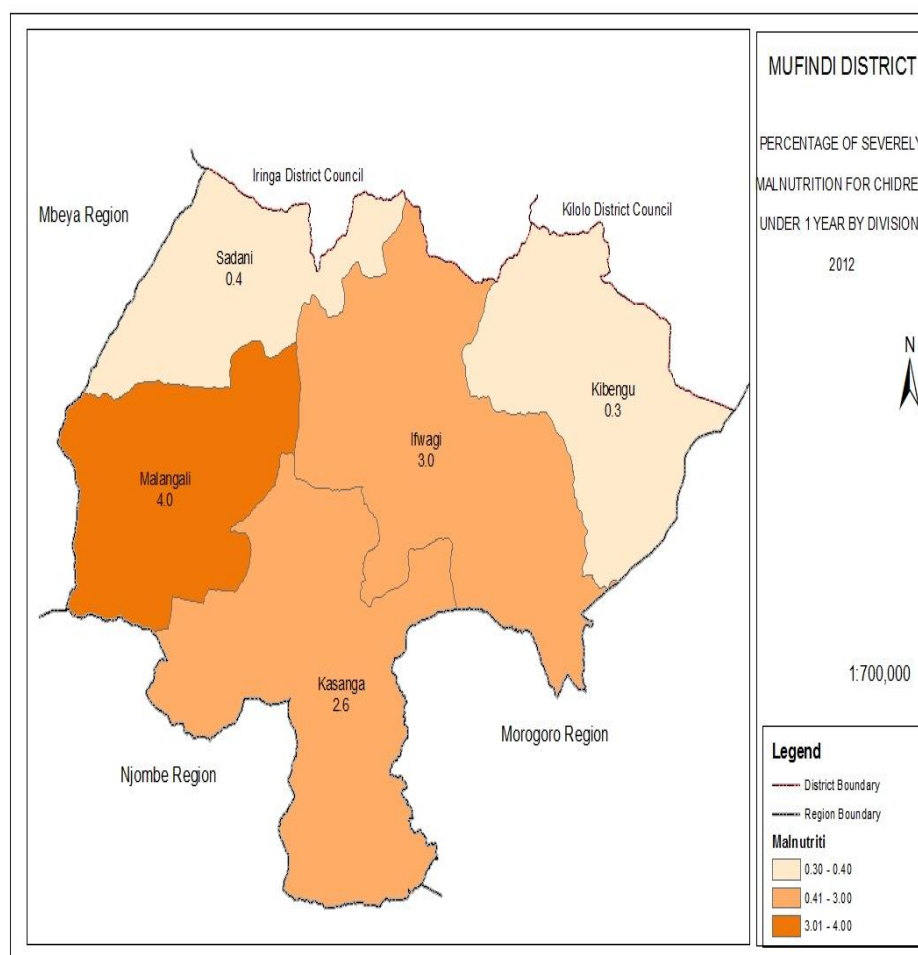 MUFINDI DISTRICT
PERCENTAGE OF SEVERELY
MALNUTRITION FOR CHIDRE
UNDER 1 YEAR BY DIVISION
2012
N
1:700,000
Iringa District Council
Kilolo District Council
Mbeya Region
Sadani
0.4
Kibengu
0.3
Ifwagi
3.0
Malangali
4.0
Kasanga
2.6
Morogoro Region
Njombe Region
Legend
District Boundary
Region Boundary
Malnutriti
0.30 - 0.40
0.41 - 3.00
3.01 - 4.00